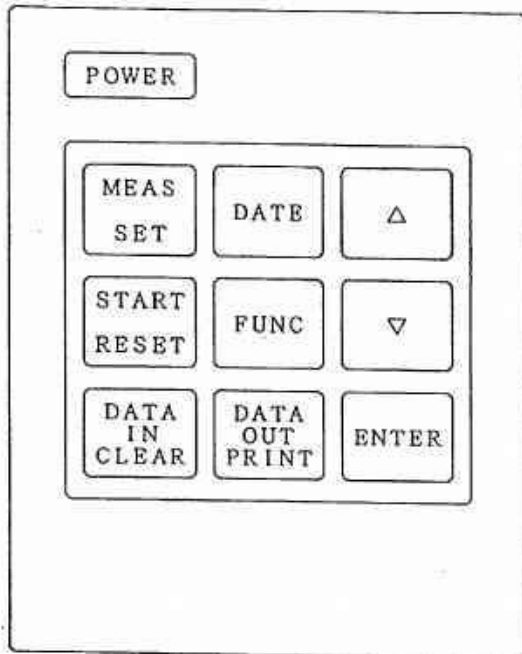 POWER
MEAS
SET
DATE
△
START
RESET
FUNC
▽
DATA
IN
CLEAR
DATA
OUT
PRINT
ENTER